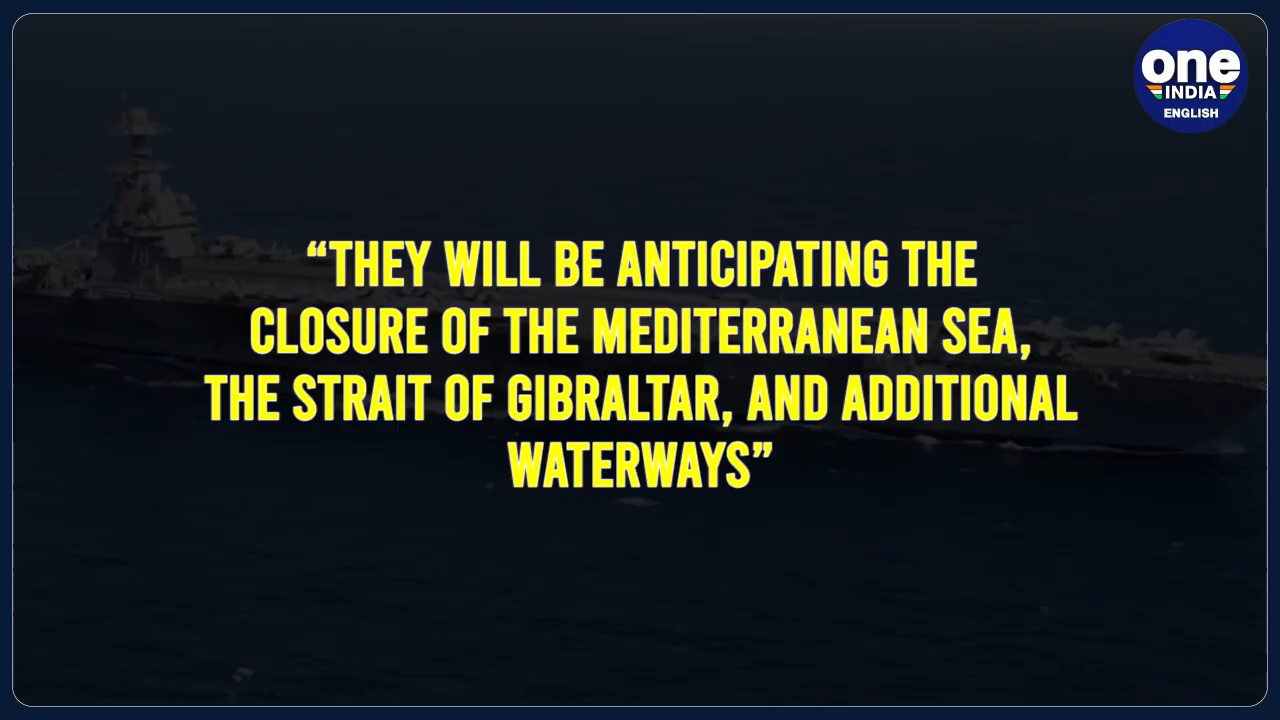 one
INDIA
ENGLISH
78
“THEY WILL BE ANTICIPATING THE
CLOSURE OF THE MEDITERRANEAN SEA,
THE STRAIT OF GIBRALTAR, AND ADDITIONAL
WATERWAYS”